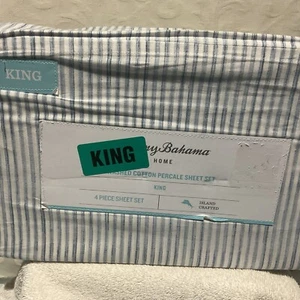 KING
KING
Bahama
HOME
COTTON PERCALE SHEET SET
KING
4 PIECE SHEET SET
ISLAND
CRAFTED